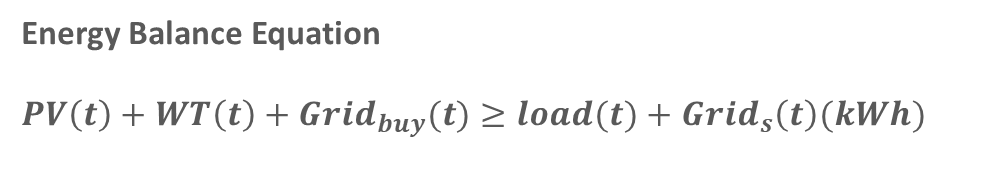 Energy Balance Equation
PV(t) + WT(t) + Grid_buy(t) ≥ load(t) + Grid_s(t)(kWh)